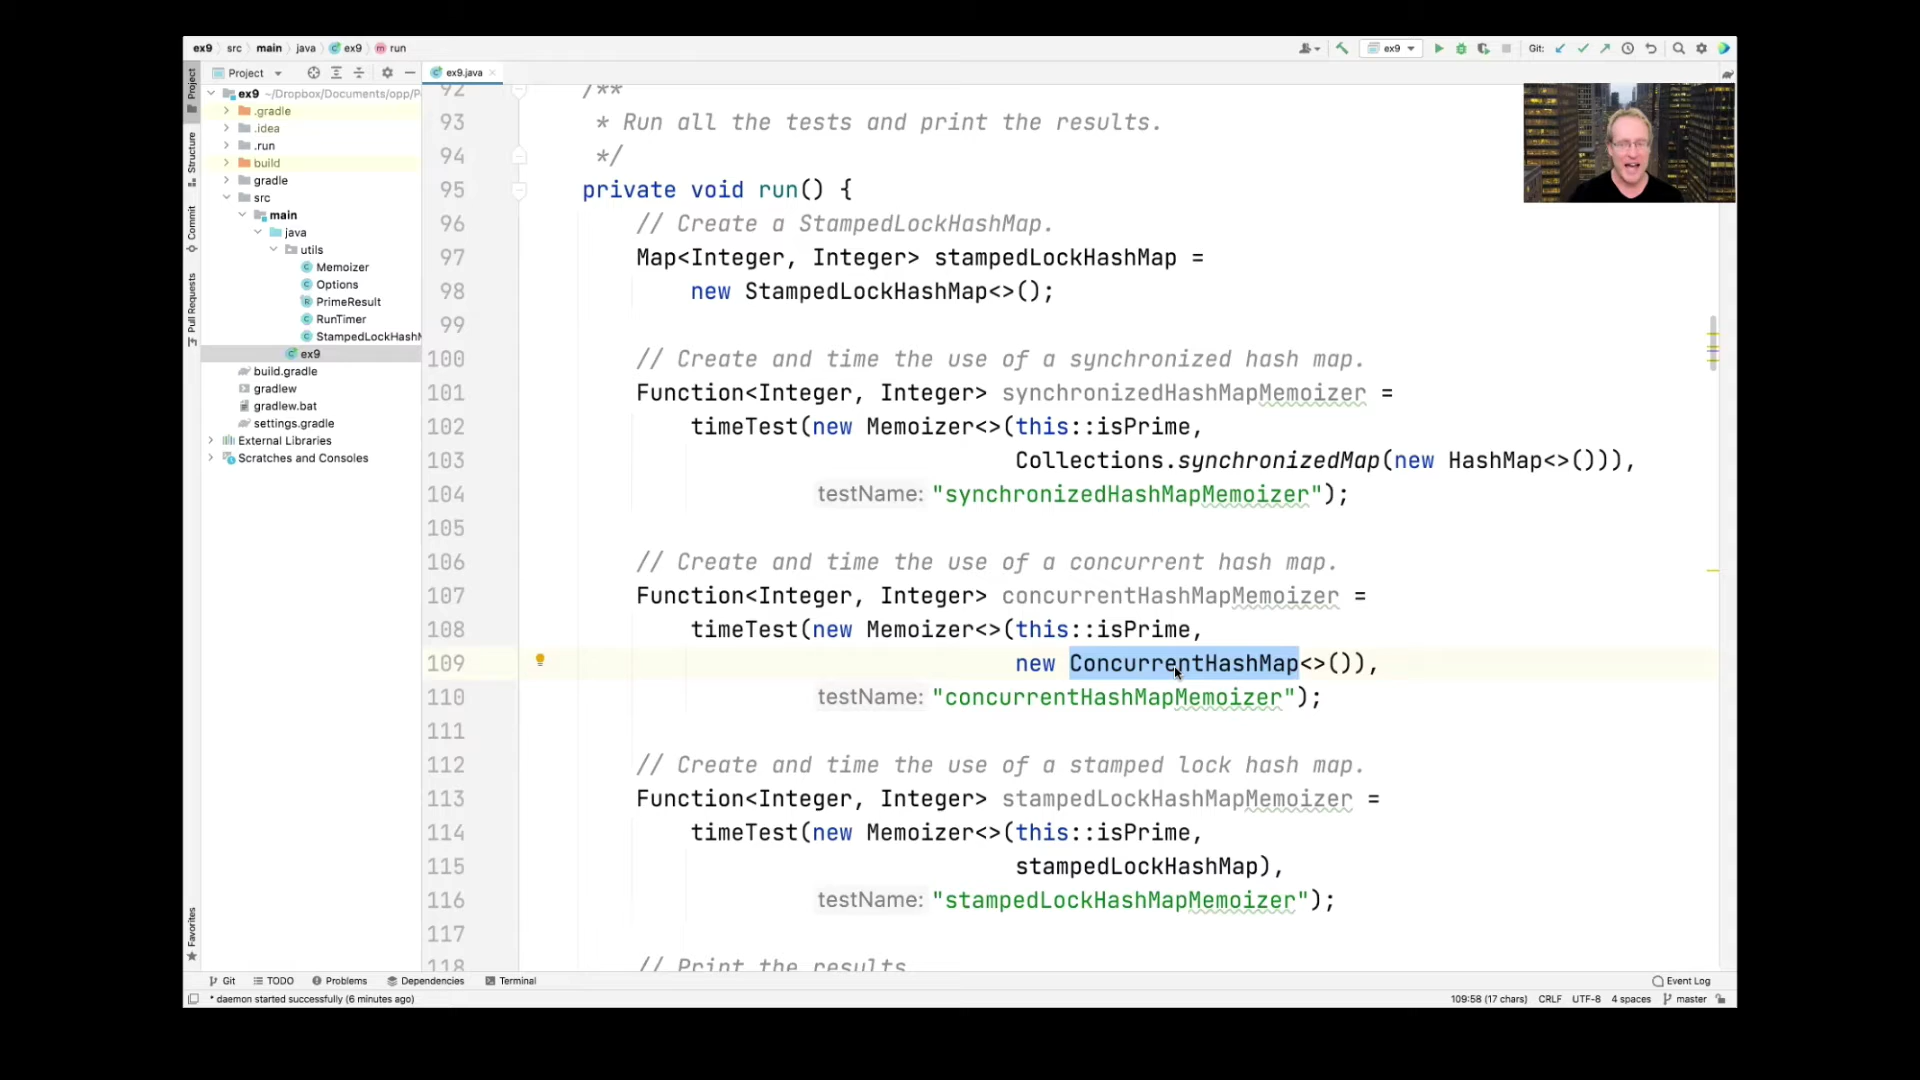 ex9 src main java ex9 run
ex9 Git:
Project
ex9.java
ex9 ~/Dropbox/Documents/opp/P
.gradle
.idea
.run
build
gradle
src
main
java
utils
Memoizer
Options
PrimeResult
RunTimer
StampedLockHashM
ex9
build.gradle
gradlew
gradlew.bat
settings.gradle
External Libraries
Scratches and Consoles
Project
Structure
Commit
Pull Requests
Favorites
92 /**
93 * Run all the tests and print the results.
94 */
95 private void run() {
96 // Create a StampedLockHashMap.
97 Map<Integer, Integer> stampedLockHashMap =
98 new StampedLockHashMap<>();
99
100 // Create and time the use of a synchronized hash map.
101 Function<Integer, Integer> synchronizedHashMapMemoizer =
102 timeTest(new Memoizer<>(this::isPrime,
103 Collections.synchronizedMap(new HashMap<>())),
104 testName: "synchronizedHashMapMemoizer");
105
106 // Create and time the use of a concurrent hash map.
107 Function<Integer, Integer> concurrentHashMapMemoizer =
108 timeTest(new Memoizer<>(this::isPrime,
109 new ConcurrentHashMap<>()),
110 testName: "concurrentHashMapMemoizer");
111
112 // Create and time the use of a stamped lock hash map.
113 Function<Integer, Integer> stampedLockHashMapMemoizer =
114 timeTest(new Memoizer<>(this::isPrime,
115 stampedLockHashMap),
116 testName: "stampedLockHashMapMemoizer");
117
118 // Print the results
Git TODO Problems Dependencies Terminal Event Log
* daemon started successfully (6 minutes ago) 109:58 (17 chars) CRLF UTF-8 4 spaces master